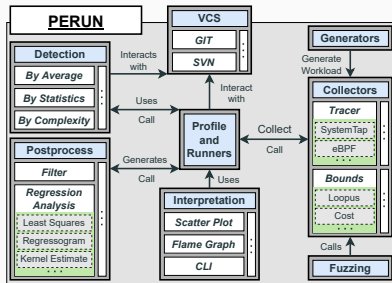 PERUN
VCS
GIT
SVN
Generators
Generate
Workload
Detection
By Average
By Statistics
By Complexity
Interacts
with
Interact
with
Uses
Call
Profile
and
Runners
Collect
Call
Collectors
Tracer
SystemTap
eBPF
...
Bounds
Loopus
Cost
...
Postprocess
Filter
Regression
Analysis
Least Squares
Regressogram
Kernel Estimate
...
Generates
Call
Uses
Interpretation
Scatter Plot
Flame Graph
CLI
Calls
Fuzzing